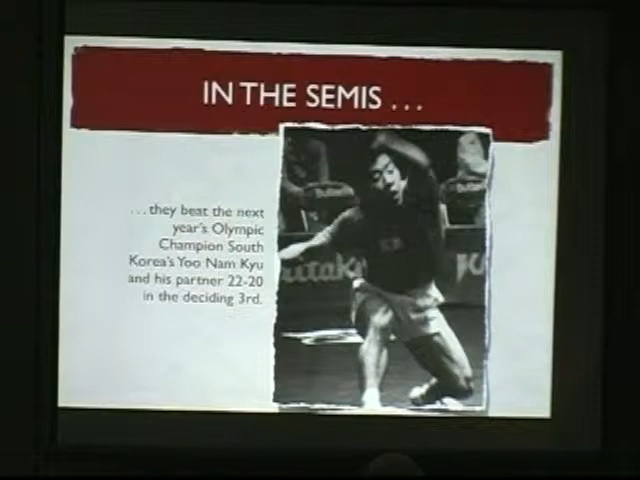 IN THE SEMIS ...
...they beat the next
year's Olympic
Champion South
Korea's Yoo Nam Kyu
and his partner 22-20
in the deciding 3rd.